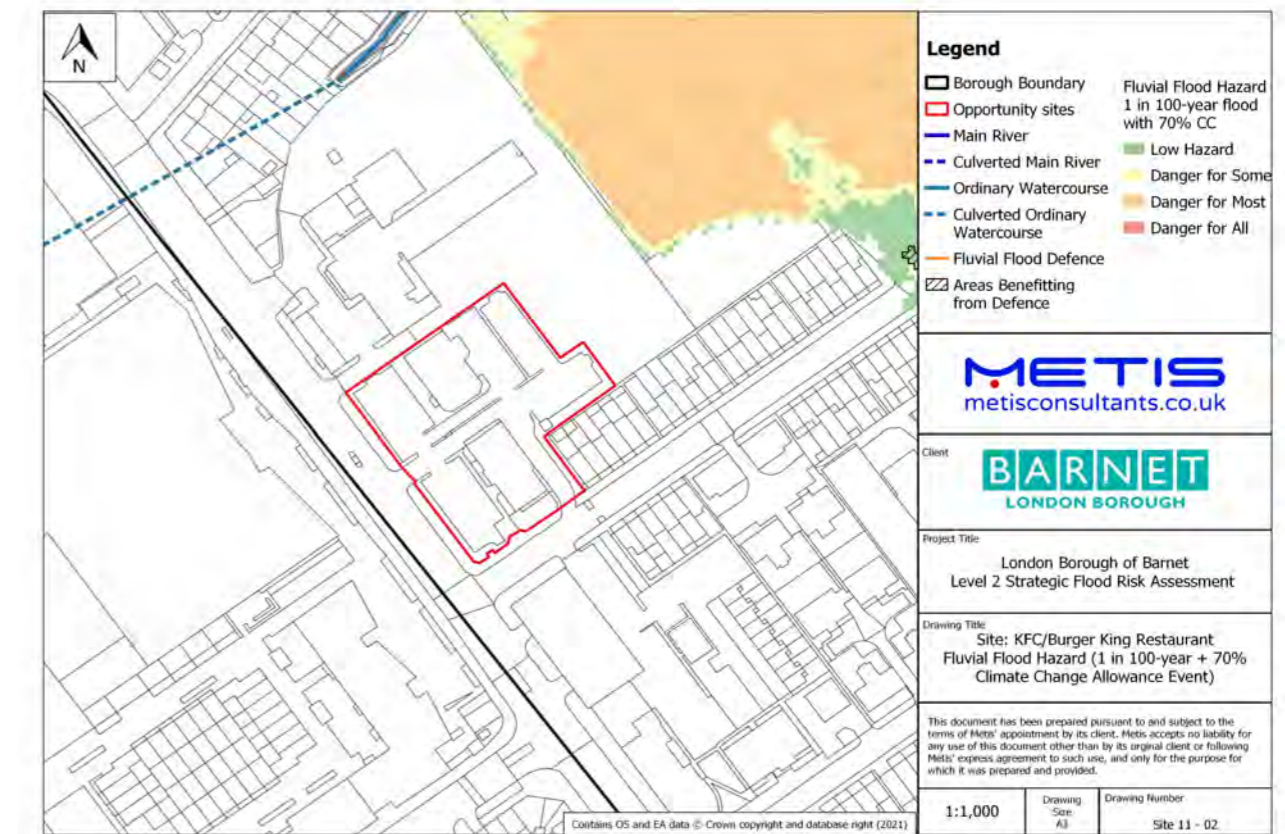 N
Legend
Borough Boundary
Opportunity sites
Main River
Culverted Main River
Ordinary Watercourse
Culverted Ordinary
Watercourse
Fluvial Flood Defence
Areas Benefitting
from Defence
Fluvial Flood Hazard
1 in 100-year flood
with 70% CC
Low Hazard
Danger for Some
Danger for Most
Danger for All
METIS
metisconsultants.co.uk
Client
BARNET
LONDON BOROUGH
Project Title
London Borough of Barnet
Level 2 Strategic Flood Risk Assessment
Drawing Title
Site: KFC/Burger King Restaurant
Fluvial Flood Hazard (1 in 100-year + 70%
Climate Change Allowance Event)
This document has been prepared pursuant to and subject to the
terms of Metis' appointment by its client. Metis accepts no liability for
any use of this document other than by its orginal client or following
Metis' express agreement to such use, and only for the purpose for
which it was prepared and provided.
1:1,000
Drawing
Size
A3
Drawing Number
Site 11 - 02
Contains OS and EA data © Crown copyright and database right (2021)